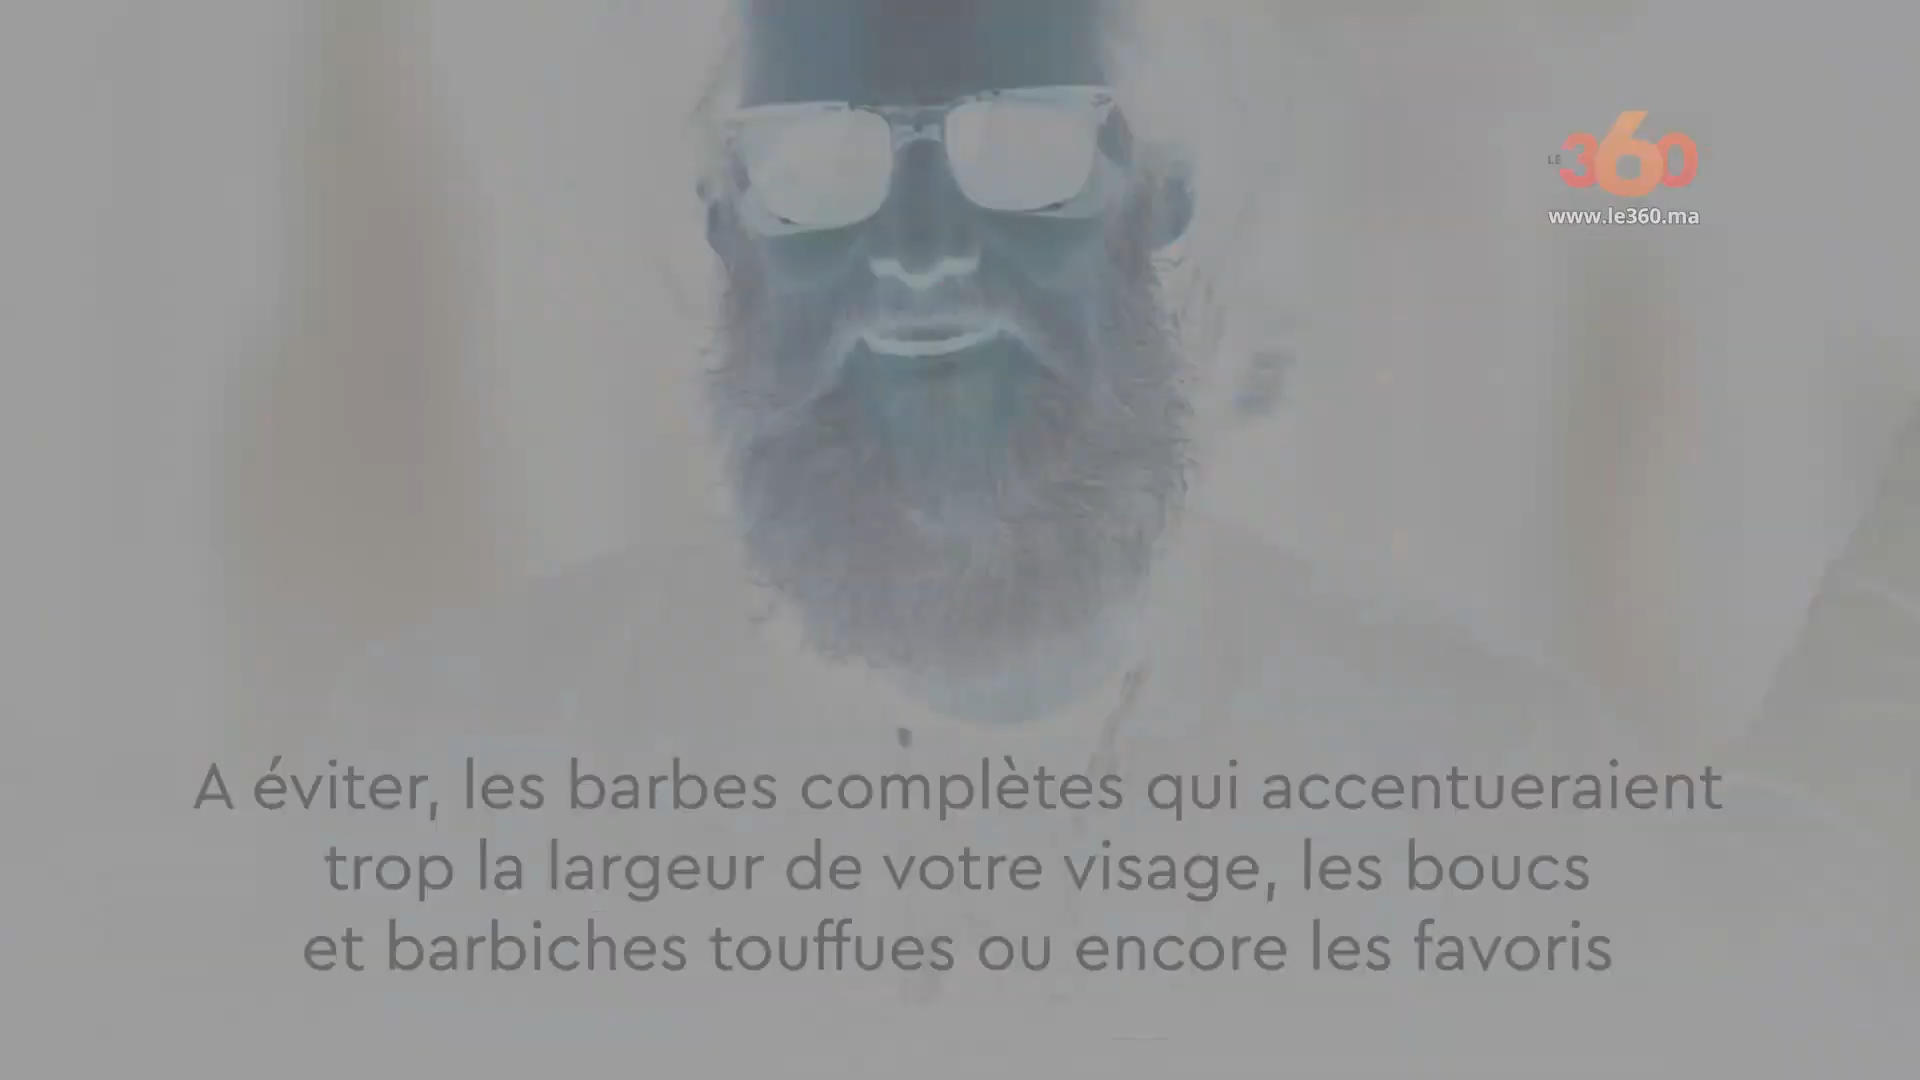 LE 360
www.le360.ma
A éviter, les barbes complètes qui accentueraient
trop la largeur de votre visage, les boucs
et barbiches touffues ou encore les favoris